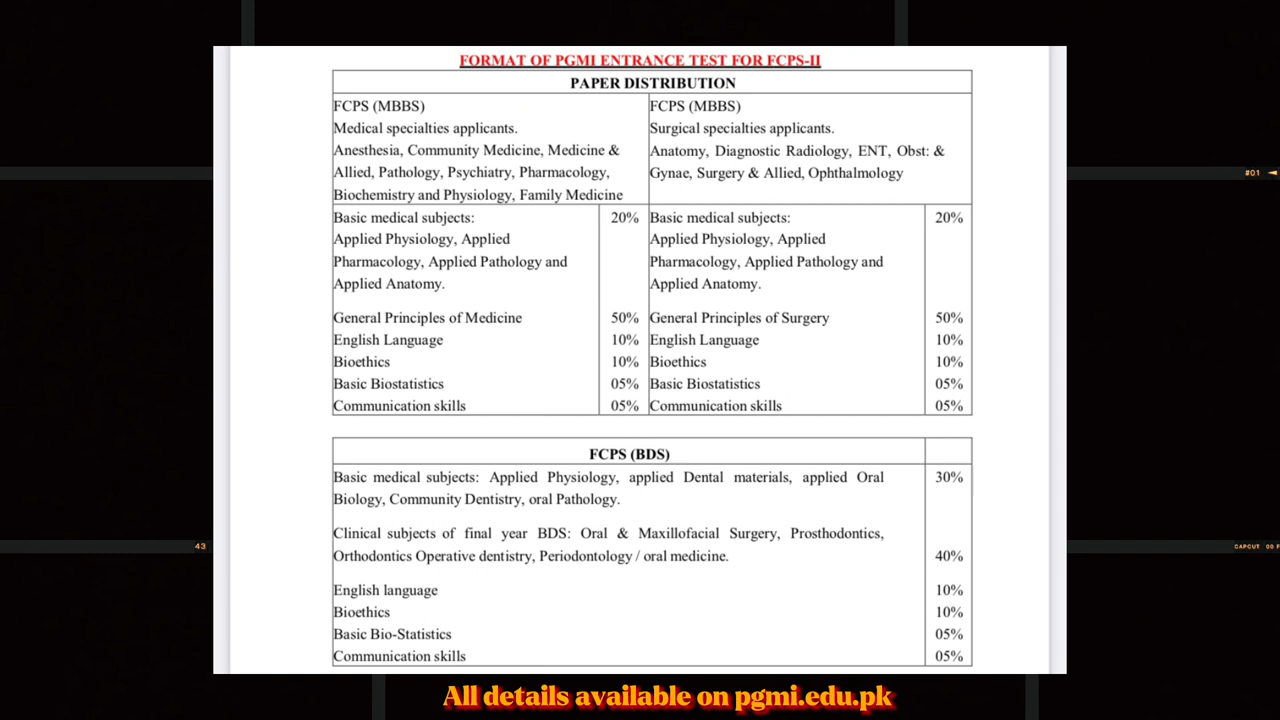 FORMAT OF PGMI ENTRANCE TEST FOR FCPS-II
PAPER DISTRIBUTION
FCPS (MBBS)
Medical specialties applicants.
Anesthesia, Community Medicine, Medicine &
Allied, Pathology, Psychiatry, Pharmacology,
Biochemistry and Physiology, Family Medicine
FCPS (MBBS)
Surgical specialties applicants.
Anatomy, Diagnostic Radiology, ENT, Obst: &
Gynae, Surgery & Allied, Ophthalmology
Basic medical subjects: 20%
Applied Physiology, Applied
Pharmacology, Applied Pathology and
Applied Anatomy.
General Principles of Medicine 50%
English Language 10%
Bioethics 10%
Basic Biostatistics 05%
Communication skills 05%
Basic medical subjects: 20%
Applied Physiology, Applied
Pharmacology, Applied Pathology and
Applied Anatomy.
General Principles of Surgery 50%
English Language 10%
Bioethics 10%
Basic Biostatistics 05%
Communication skills 05%
FCPS (BDS)
Basic medical subjects: Applied Physiology, applied Dental materials, applied Oral 30%
Biology, Community Dentistry, oral Pathology.
Clinical subjects of final year BDS: Oral & Maxillofacial Surgery, Prosthodontics,
Orthodontics Operative dentistry, Periodontology / oral medicine. 40%
English language 10%
Bioethics 10%
Basic Bio-Statistics 05%
Communication skills 05%
#01
43
CAPCUT 00 F
All details available on pgmi.edu.pk